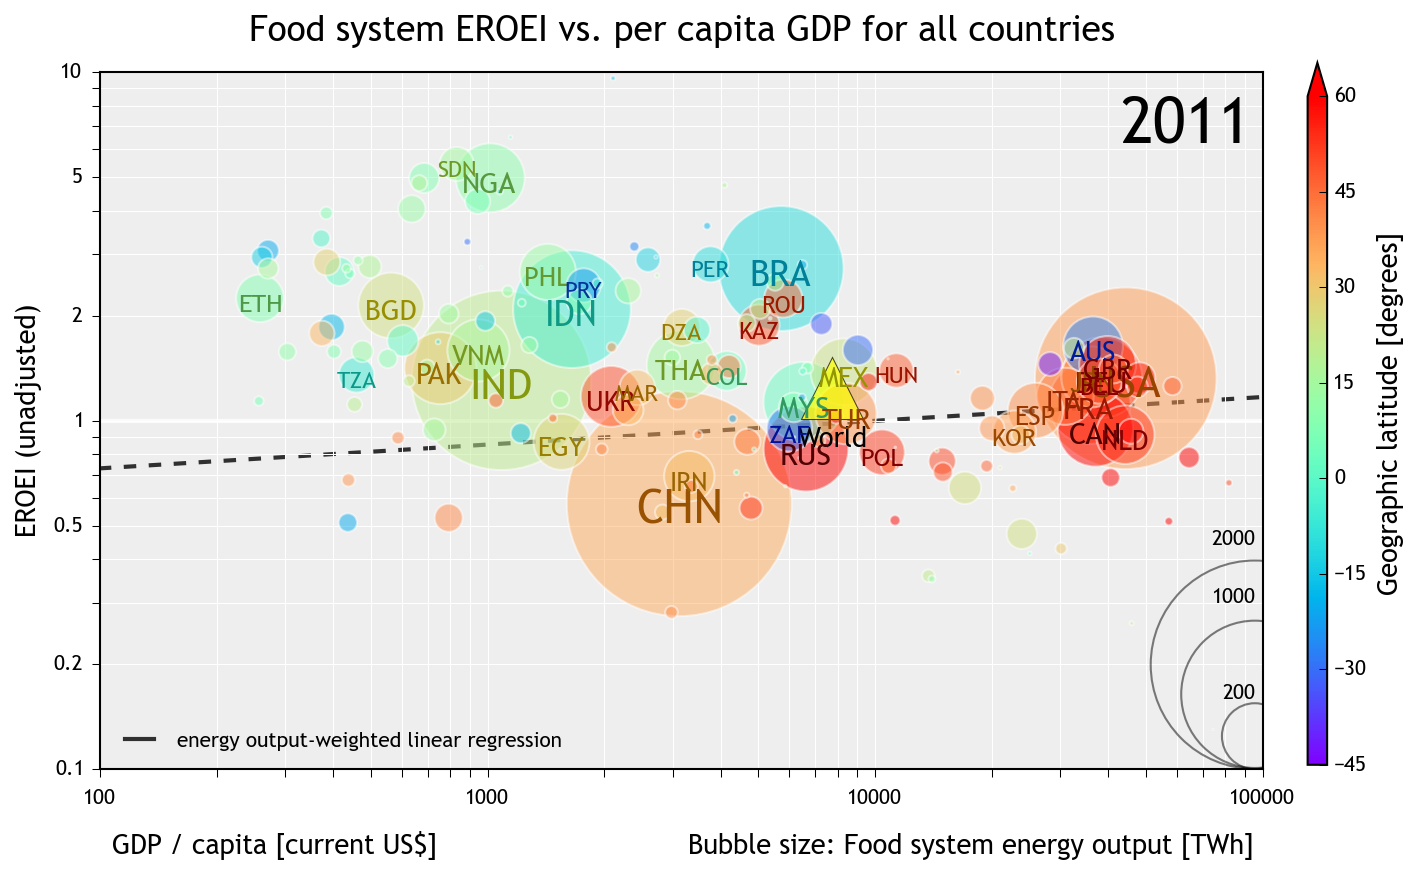 Food system EROEI vs. per capita GDP for all countries
2011
10
5
2
1
0.5
0.2
0.1
EROEI (unadjusted)
SDN
NGA
ETH
BGD
PHL
PRY
IDN
PER
BRA
ROU
KAZ
DZA
VNM
PAK
IND
TZA
THA
COL
MAR
UKR
EGY
MEX
HUN
MYS
TUR
ZAF
World
RUS
POL
IRN
CHN
AUS
GBR
BEL
USA
ITA
FRA
ESP
KOR
CAN
NLD
2000
1000
200
energy output-weighted linear regression
100
1000
10000
100000
GDP / capita [current US$]
Bubble size: Food system energy output [TWh]
60
45
30
15
0
−15
−30
−45
Geographic latitude [degrees]